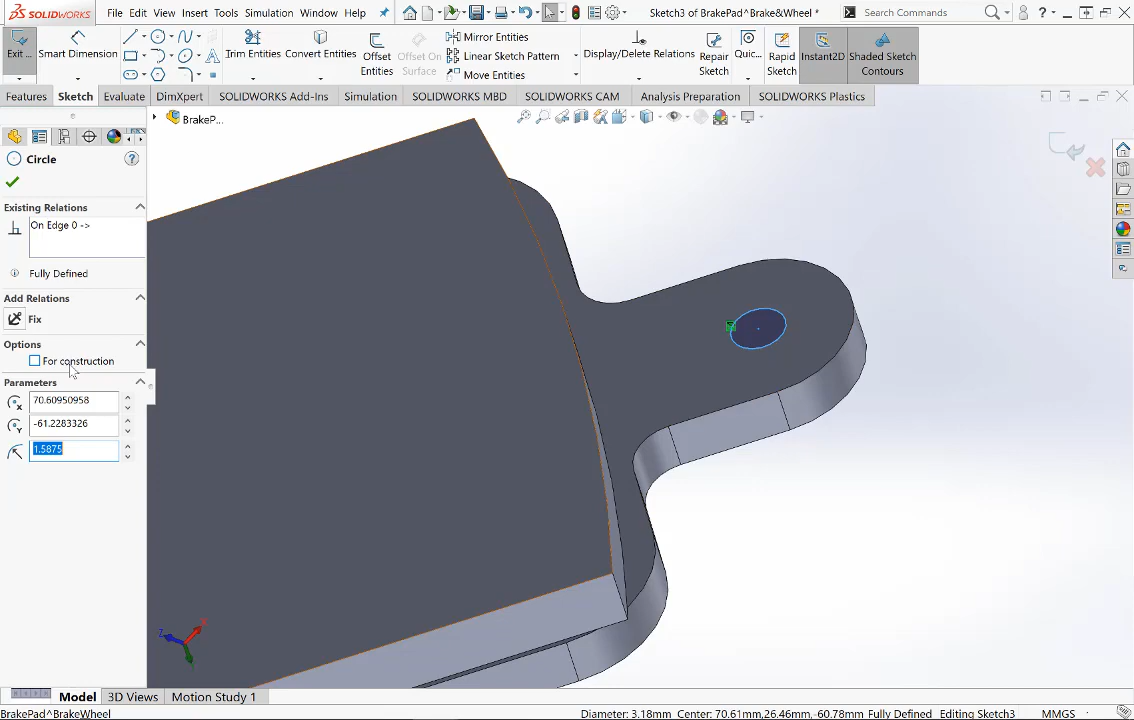 SOLIDWORKS File Edit View Insert Tools Simulation Window Help Sketch3 of BrakePad^Brake&Wheel * Search Commands
Exit ... Smart Dimension Trim Entities Convert Entities Offset Entities Offset On Surface Mirror Entities Display/Delete Relations Repair Sketch Quic... Rapid Sketch Instant2D Shaded Sketch Contours
Linear Sketch Pattern
Move Entities
Features Sketch Evaluate DimXpert SOLIDWORKS Add-Ins Simulation SOLIDWORKS MBD SOLIDWORKS CAM Analysis Preparation SOLIDWORKS Plastics
BrakeP...
Circle
Existing Relations
On Edge 0 ->
Fully Defined
Add Relations
Fix
Options
For construction
Parameters
70.60950958
-61.2283326
1.5875
Z X
Model 3D Views Motion Study 1
BrakePad^BrakeWheel Diameter: 3.18mm Center: 70.61mm,26.46mm,-60.78mm Fully Defined Editing Sketch3 MMGS